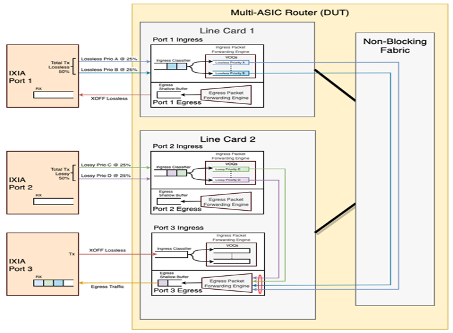 Multi-ASIC Router (DUT)
Line Card 1
Port 1 Ingress
Ingress Packet
Forwarding Engine
VOQs
Ingress Classifier
Lossless Priority A
Lossless Priority B
Egress
Shallow Buffer
Egress Packet
Forwarding Engine
Port 1 Egress
IXIA
Port 1
Total Tx
Lossless
50%
Rx
Lossless Prio A @ 25%
Lossless Prio B @ 25%
XOFF Lossless
Non-Blocking
Fabric
Line Card 2
Port 2 Ingress
Ingress Packet
Forwarding Engine
VOQs
Ingress Classifier
Lossy Priority C
Lossy Priority D
Egress
Shallow Buffer
Egress Packet
Forwarding Engine
Port 2 Egress
IXIA
Port 2
Total Tx
Lossy
50%
Rx
Lossy Prio C @ 25%
Lossy Prio D @ 25%
Port 3 Ingress
Ingress Packet
Forwarding Engine
VOQs
Ingress Classifier
Egress
Shallow Buffer
Egress Packet
Forwarding Engine
Port 3 Egress
IXIA
Port 3
Tx
Rx
XOFF Lossless
Egress Traffic